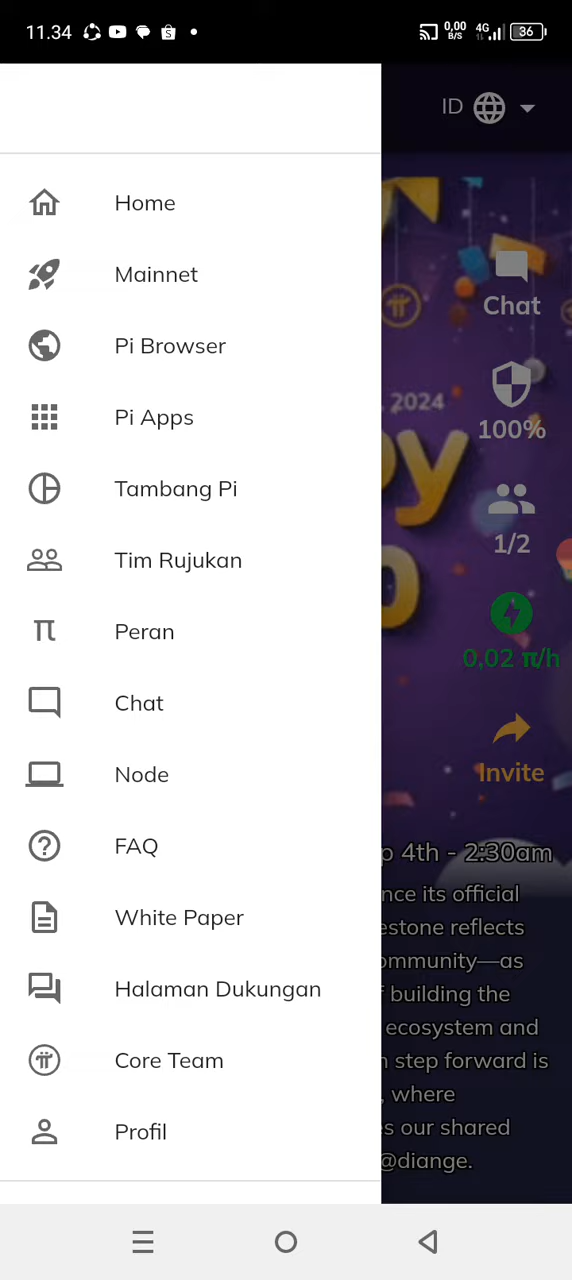 11.34
0,00
B/S
4G
36
ID
Home
Mainnet
Pi Browser
Pi Apps
Tambang Pi
Tim Rujukan
π Peran
Chat
Node
FAQ
White Paper
Halaman Dukungan
Core Team
Profil
Chat
, 2024
100%
1/2
0,02 π/h
Invite
p 4th - 2:30am
nce its official
estone reflects
ommunity—as
f building the
ecosystem and
n step forward is
, where
s our shared
@diange.